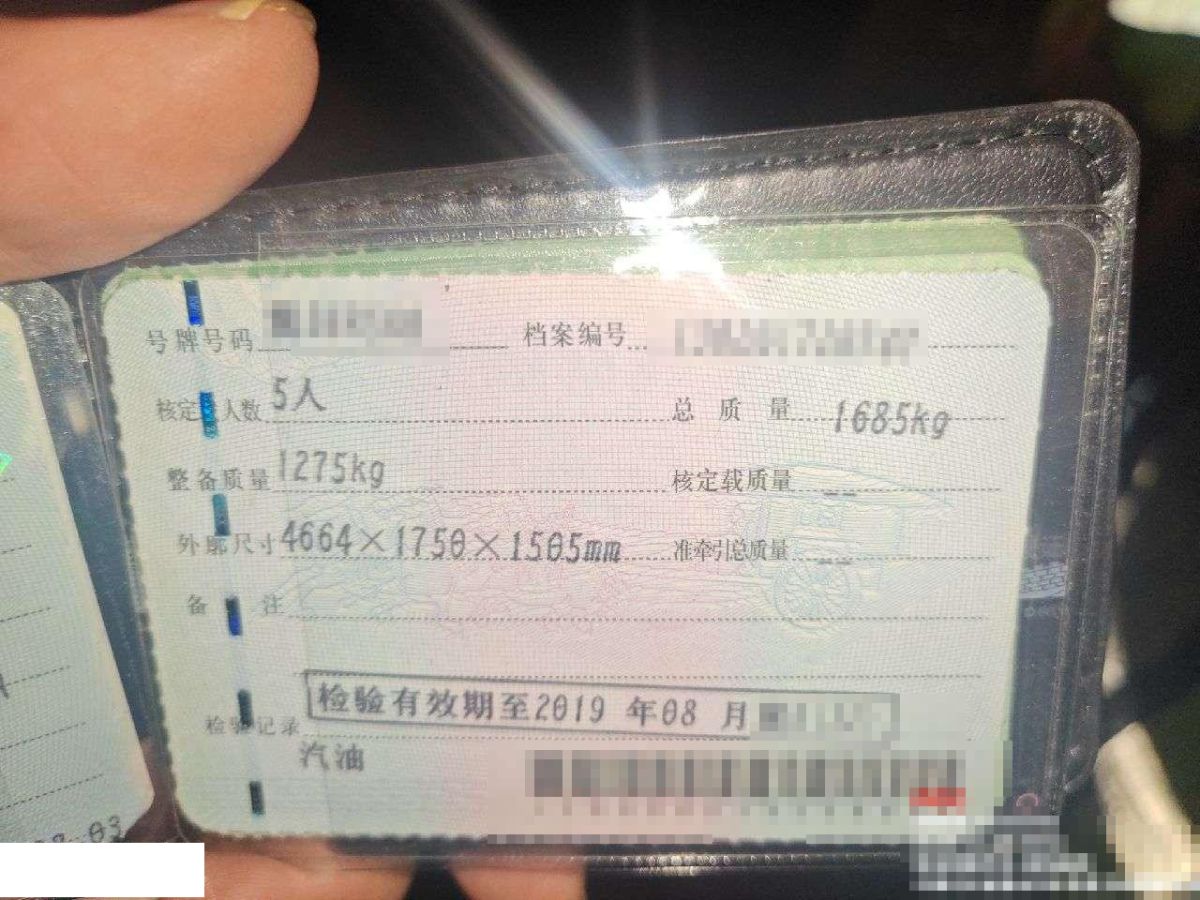 号牌号码 档案编号
核定 人数 5人 总 质 量 1685kg
整备质量 1275kg 核定载质量 --
外廓尺寸 4664×1750×1505mm 准牵引总质量 --
备 注
检验记录 检验有效期至2019 年08 月
汽油
03